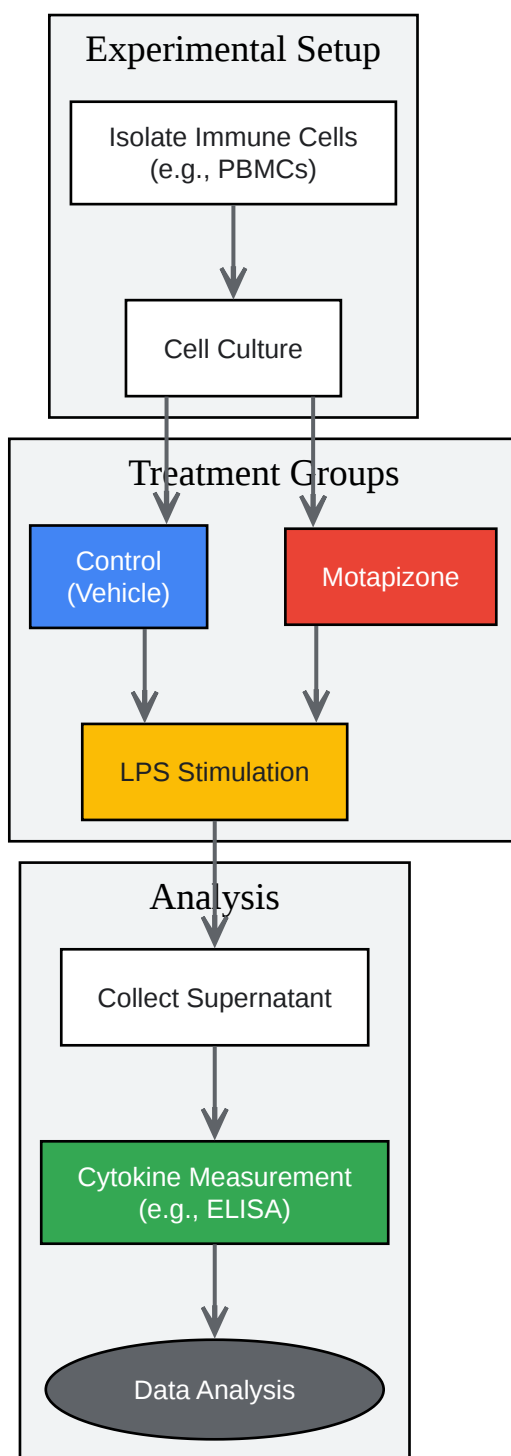 Experimental Setup
Isolate Immune Cells
(e.g., PBMCs)
Cell Culture
Treatment Groups
Control
(Vehicle)
Motapizone
LPS Stimulation
Analysis
Collect Supernatant
Cytokine Measurement
(e.g., ELISA)
Data Analysis